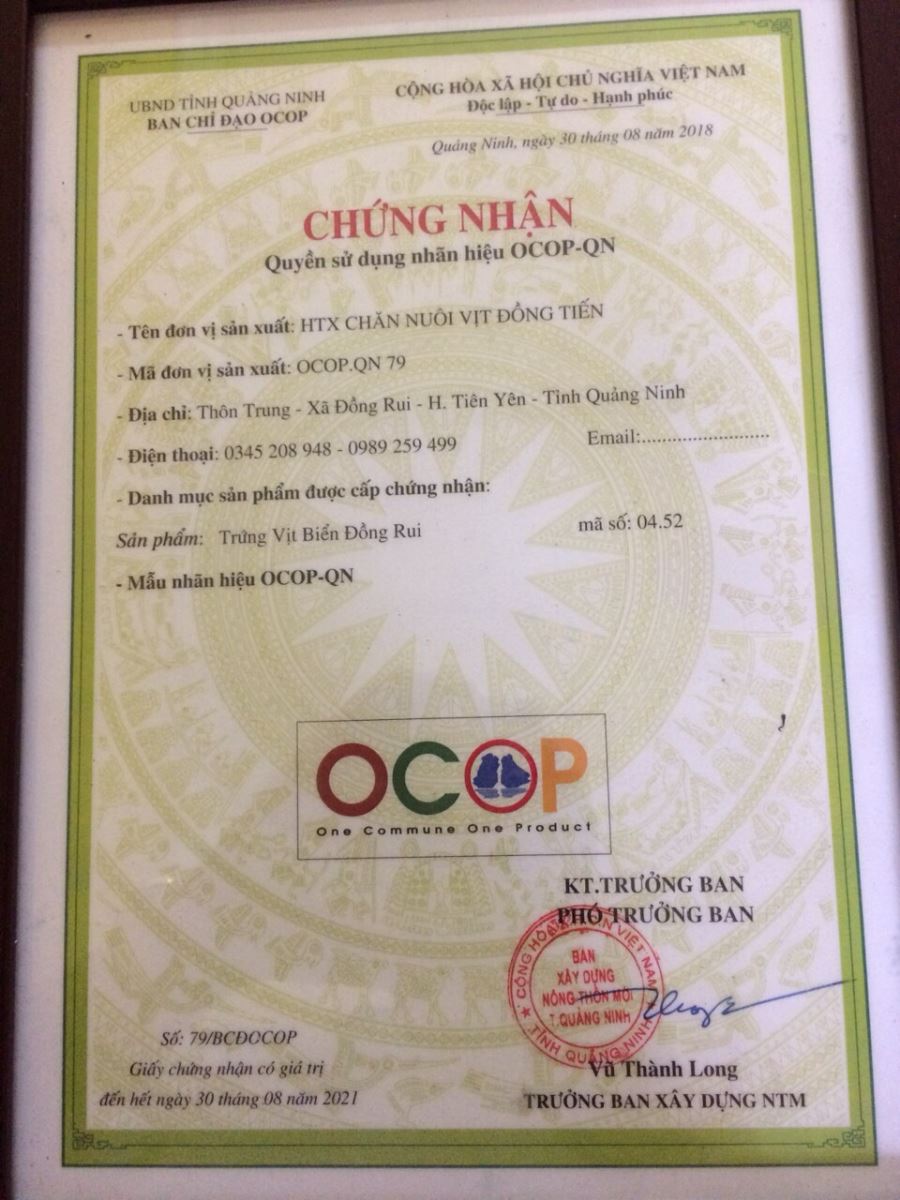 UBND TỈNH QUẢNG NINH
BAN CHỈ ĐẠO OCOP
CỘNG HÒA XÃ HỘI CHỦ NGHĨA VIỆT NAM
Độc lập - Tự do - Hạnh phúc
Quảng Ninh, ngày 30 tháng 08 năm 2018
CHỨNG NHẬN
Quyền sử dụng nhãn hiệu OCOP-QN
- Tên đơn vị sản xuất: HTX CHĂN NUÔI VỊT ĐỒNG TIẾN
- Mã đơn vị sản xuất: OCOP.QN 79
- Địa chỉ: Thôn Trung - Xã Đồng Rui - H. Tiên Yên - Tỉnh Quảng Ninh
- Điện thoại: 0345 208 948 - 0989 259 499 Email:.........................
- Danh mục sản phẩm được cấp chứng nhận:
Sản phẩm: Trứng Vịt Biển Đồng Rui mã số: 04.52
- Mẫu nhãn hiệu OCOP-QN
OCOP
One Commune One Product
KT.TRƯỞNG BAN
PHÓ TRƯỞNG BAN
CỘNG HÒA VIỆT NAM
BAN
XÂY DỰNG
NÔNG THÔN MỚI
T.QUẢNG NINH
TỈNH QUẢNG NINH
Vũ Thành Long
TRƯỞNG BAN XÂY DỰNG NTM
Số: 79/BCĐOCOP
Giấy chứng nhận có giá trị
đến hết ngày 30 tháng 08 năm 2021